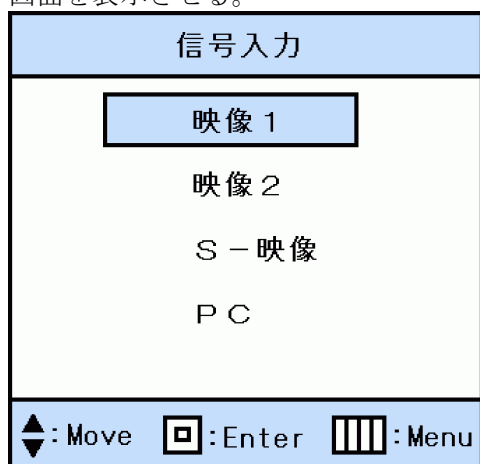 画面を表示させる。
信号入力
映像1
映像2
S－映像
PC
:Move :Enter :Menu